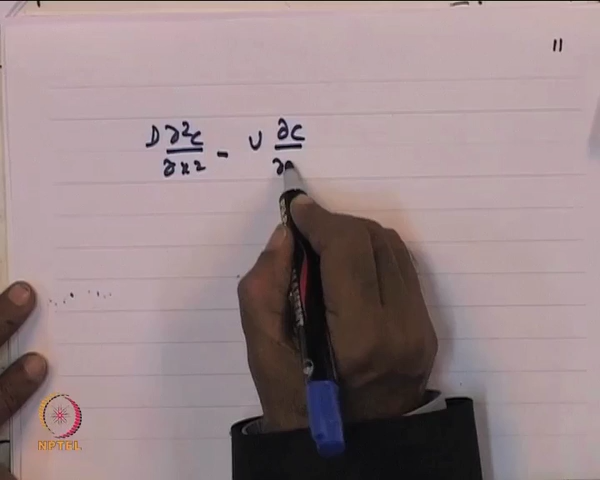 11
D ∂²c/∂x² - U ∂c/∂
NPTEL